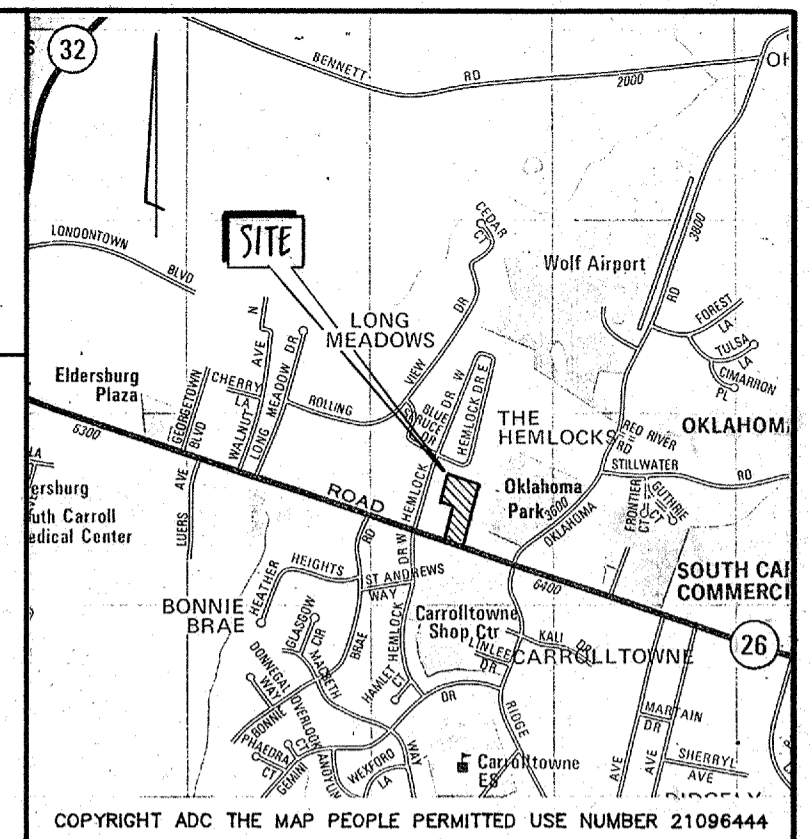 32
BENNETT RD 2000
OH
LONDONTOWN BLVD
SITE
CEDAR CT
Wolf Airport
3800
RD
LONG
MEADOWS
VIEW DR
FOREST LA
TULSA LA
CIMARRON PL
Eldersburg
Plaza
GEORGETOWN BLVD
CHERRY LA
WALNUT AVE N
LONG MEADOW DR
ROLLING
BLUE SPRUCE DR
HEMLOCK DR W
HEMLOCK DR E
THE
HEMLOCKS
RED RIVER RD
OKLAHOM
STILLWATER RD
6300
LA
ersburg
uth Carroll
edical Center
LUERS AVE
ROAD
Oklahoma
Park
3600
OKLAHOMA
FRONTIER CT
GUTHRIE CT
6400
SOUTH CAR
COMMERCI
26
HEATHER HEIGHTS
ST ANDREWS
WAY
BONNIE
BRAE
BRAE RD
HEMLOCK DR W
GLASGOW CIR
MACBETH
Carrolltowne
Shop Ctr
KALI DR
LINLEE
DR
CARROLLTOWNE
DONNEGAL
WAY
BONNIE
OVERLOOK
HAMLET CT
DR
RIDGE
PHAEDRA
CT
GEMINI
WEXFORD
LA
WAY
Carrolltowne
ES
MARTAIN
DR
AVE
AVE
SHERRYL
AVE
RIDGELY
COPYRIGHT ADC THE MAP PEOPLE PERMITTED USE NUMBER 21096444